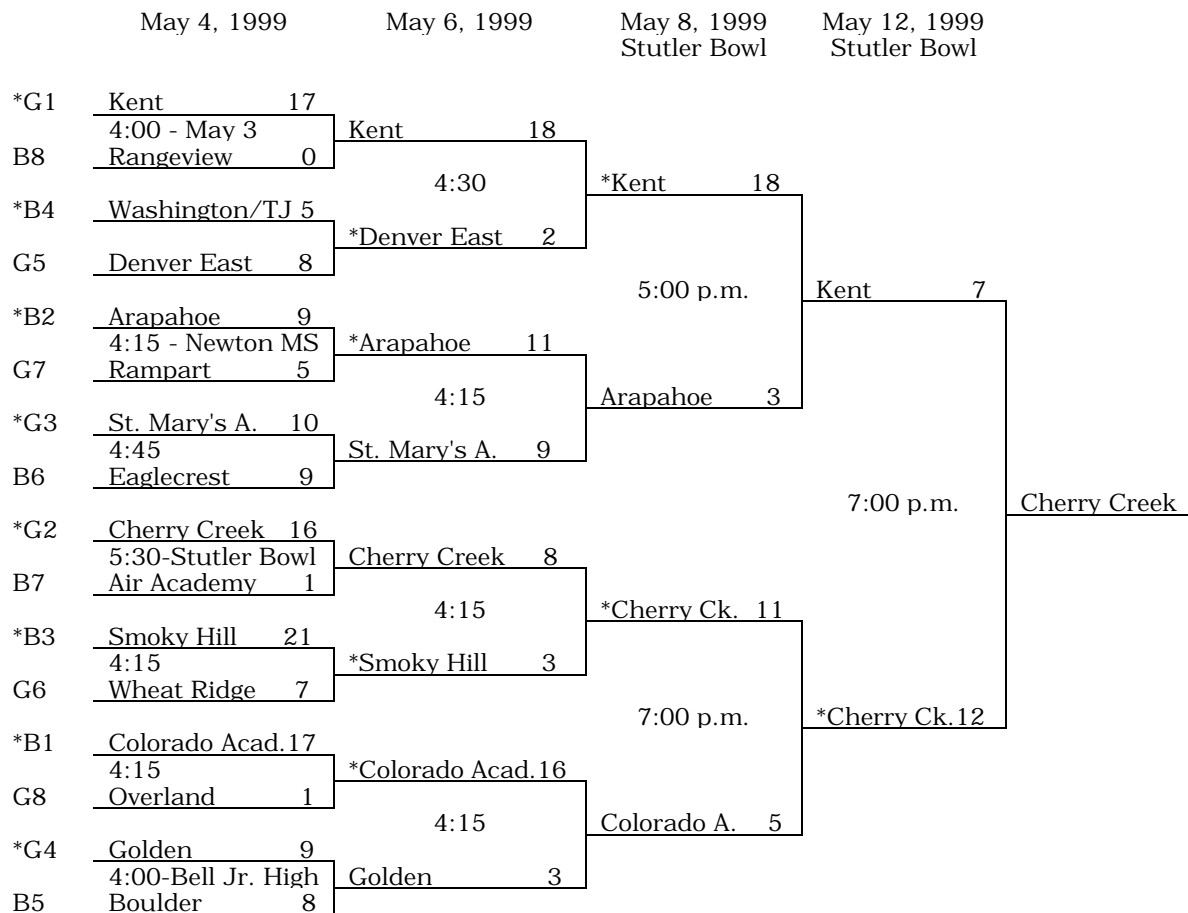 May 4, 1999 May 6, 1999 May 8, 1999 May 12, 1999
Stutler Bowl Stutler Bowl
*G1 Kent 17
4:00 - May 3 Kent 18
B8 Rangeview 0
4:30 *Kent 18
*B4 Washington/TJ 5
*Denver East 2
G5 Denver East 8
5:00 p.m. Kent 7
*B2 Arapahoe 9
4:15 - Newton MS *Arapahoe 11
G7 Rampart 5
4:15 Arapahoe 3
*G3 St. Mary's A. 10
4:45 St. Mary's A. 9
B6 Eaglecrest 9
7:00 p.m. Cherry Creek
*G2 Cherry Creek 16
5:30-Stutler Bowl Cherry Creek 8
B7 Air Academy 1
4:15 *Cherry Ck. 11
*B3 Smoky Hill 21
4:15 *Smoky Hill 3
G6 Wheat Ridge 7
7:00 p.m. *Cherry Ck.12
*B1 Colorado Acad.17
4:15 *Colorado Acad.16
G8 Overland 1
4:15 Colorado A. 5
*G4 Golden 9
4:00-Bell Jr. High Golden 3
B5 Boulder 8